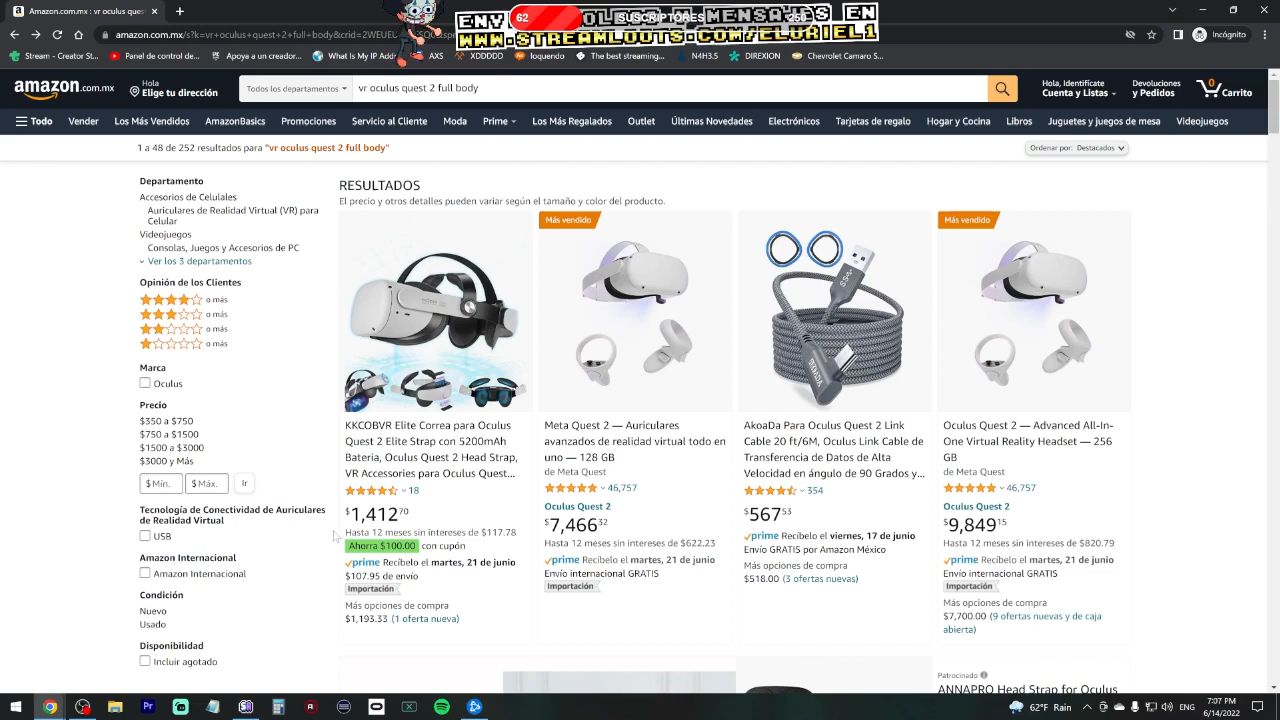 Amazon.com.mx : vr oculus quest
SUSCRIPTORES
62
250
WWW.STREAMLOOTS.COM/ELURIEL1
Incógnito
Creator S...
Panel de control de...
Apoya a un creador...
What Is My IP Add...
AXS
XDDDDD
loquendo
The best streaming...
N4H3.5
DIREXION
Chevrolet Camaro S...
amazon.com.mx
Hola
Elige tu dirección
Todos los departamentos
vr oculus quest 2 full body
Hola, Identifícate
Cuenta y Listas
Devoluciones
y Pedidos
0
Carrito
Todo
Vender
Los Más Vendidos
AmazonBasics
Promociones
Servicio al Cliente
Moda
Prime
Los Más Regalados
Outlet
Últimas Novedades
Electrónicos
Tarjetas de regalo
Hogar y Cocina
Libros
Juguetes y juegos de mesa
Videojuegos
1 a 48 de 252 resultados para "vr oculus quest 2 full body"
Ordenar por: Destacados
Departamento
Accesorios de Célulales
Auriculares de Realidad Virtual (VR) para
Celular
Videojuegos
Consolas, Juegos y Accesorios de PC
Ver los 3 departamentos
Opinión de los Clientes
o más
o más
o más
o más
Marca
Oculus
Precio
$350 a $750
$750 a $1500
$1500 a $3000
$3000 y Más
$ Mín.
$ Máx.
Ir
Tecnología de Conectividad de Auriculares
de Realidad Virtual
USB
Amazon Internacional
Amazon Internacional
Condición
Nuevo
Usado
Disponibilidad
Incluir agotado
RESULTADOS
El precio y otros detalles pueden variar según el tamaño y color del producto.
KKCOBVR Elite Correa para Oculus
Quest 2 Elite Strap con 5200mAh
Bateria, Oculus Quest 2 Head Strap,
VR Accessories para Oculus Quest...
18
$1,412.70
Hasta 12 meses sin intereses de $117.78
Ahorra $100.00 con cupón
prime Recíbelo el martes, 21 de junio
$107.95 de envío
Importación
Más opciones de compra
$1,193.33 (1 oferta nueva)
Más vendido
Meta Quest 2 — Auriculares
avanzados de realidad virtual todo en
uno — 128 GB
de Meta Quest
46,757
Oculus Quest 2
$7,466.32
Hasta 12 meses sin intereses de $622.23
prime Recíbelo el martes, 21 de junio
Envío internacional GRATIS
Importación
AkoaDa Para Oculus Quest 2 Link
Cable 20 ft/6M, Oculus Link Cable de
Transferencia de Datos de Alta
Velocidad en ángulo de 90 Grados y...
354
$567.53
prime Recíbelo el viernes, 17 de junio
Envío GRATIS por Amazon México
Más opciones de compra
$518.00 (3 ofertas nuevas)
Más vendido
Oculus Quest 2 — Advanced All-In-
One Virtual Reality Headset — 256
GB
de Meta Quest
46,757
Oculus Quest 2
$9,849.15
Hasta 12 meses sin intereses de $820.79
prime Recíbelo el martes, 21 de junio
Envío internacional GRATIS
Importación
Más opciones de compra
$7,700.00 (9 ofertas nuevas y de caja
abierta)
Patrocinado
ANNAPRO Head Strap for Oculus
62°F Rain
ENG
7:07 PM
6/14/2022